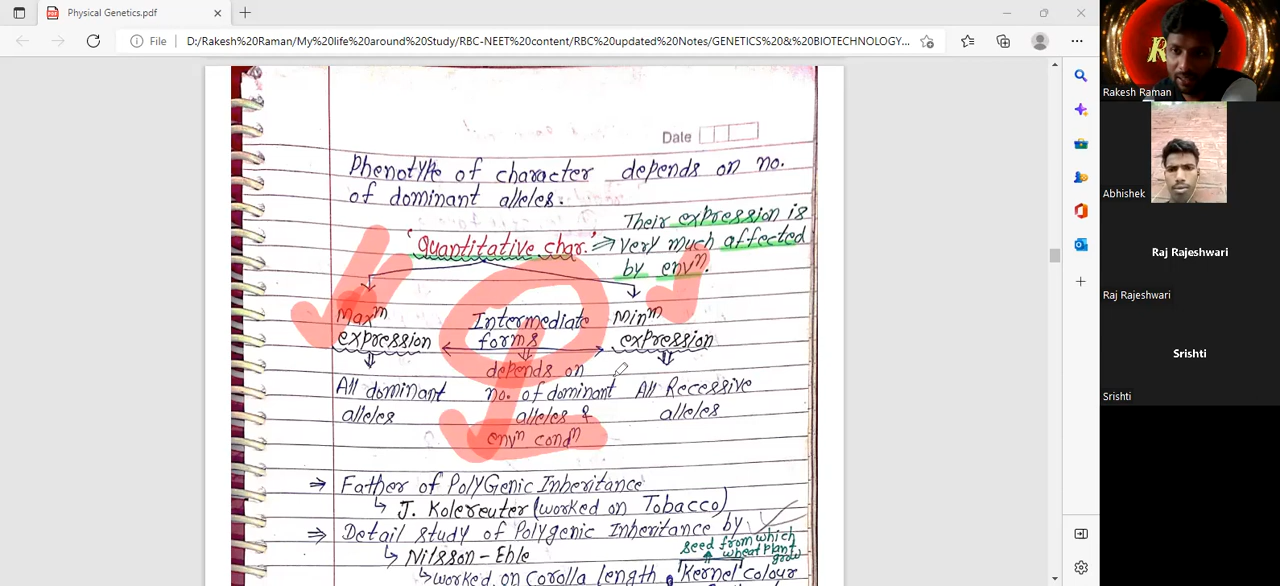 Physical Genetics.pdf
File
D:/Rakesh%20Raman/My%20life%20around%20Study/RBC-NEET%20content/RBC%20updated%20Notes/GENETICS%20&%20BIOTECHNOLOGY...
Date
Phenotype of character depends on no.
of dominant alleles.
Their expression is
'Quantitative char.' => very much affected
by envⁿ.
Maxᵐ Intermediate Minᵐ
expression forms expression
depends on
All dominant no. of dominant All Recessive
alleles alleles & alleles
envⁿ condⁿ
⇒ Father of PolyGenic Inheritance
↳ J. Kolereuter (worked on Tobacco)
⇒ Detail study of Polygenic Inheritance by
seed from which
wheat plant
grow
↳ Nilsson-Ehle
↳ worked on corolla length, 'Kernel' colour
R
Rakesh Raman
Abhishek
Raj Rajeshwari
Raj Rajeshwari
Srishti
Srishti